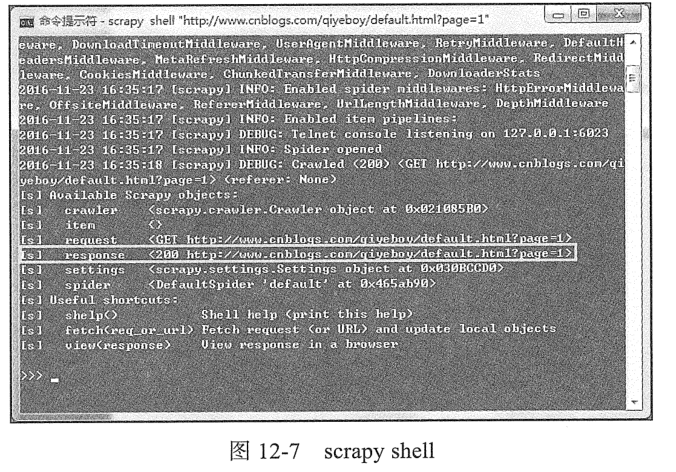 命令提示符 - scrapy shell "http://www.cnblogs.com/qiyeboy/default.html?page=1"
eware, DownloadTimeoutMiddleware, UserAgentMiddleware, RetryMiddleware, DefaultH
eadersMiddleware, MetaRefreshMiddleware, HttpCompressionMiddleware, RedirectMidd
leware, CookiesMiddleware, ChunkedTransferMiddleware, DownloaderStats
2016-11-23 16:35:17 [scrapy] INFO: Enabled spider middlewares: HttpErrorMiddlewa
re, OffsiteMiddleware, RefererMiddleware, UrlLengthMiddleware, DepthMiddleware
2016-11-23 16:35:17 [scrapy] INFO: Enabled item pipelines:
2016-11-23 16:35:17 [scrapy] DEBUG: Telnet console listening on 127.0.0.1:6023
2016-11-23 16:35:17 [scrapy] INFO: Spider opened
2016-11-23 16:35:18 [scrapy] DEBUG: Crawled (200) <GET http://www.cnblogs.com/qi
yeboy/default.html?page=1> (referer: None)
[s] Available Scrapy objects:
[s] crawler <scrapy.crawler.Crawler object at 0x021085B0>
[s] item {}
[s] request <GET http://www.cnblogs.com/qiyeboy/default.html?page=1>
[s] response <200 http://www.cnblogs.com/qiyeboy/default.html?page=1>
[s] settings <scrapy.settings.Settings object at 0x030BCCD0>
[s] spider <DefaultSpider 'default' at 0x465ab90>
[s] Useful shortcuts:
[s] shelp() Shell help (print this help)
[s] fetch(req_or_url) Fetch request (or URL) and update local objects
[s] view(response) View response in a browser
>>> _
图 12-7 scrapy shell